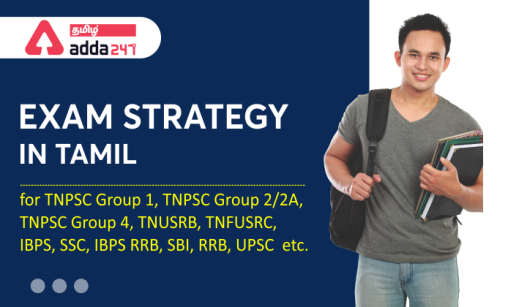 தமிழ்
adda247
EXAM STRATEGY
IN TAMIL
for TNPSC Group 1, TNPSC Group 2/2A,
TNPSC Group 4, TNUSRB, TNFUSRC,
IBPS, SSC, IBPS RRB, SBI, RRB, UPSC etc.